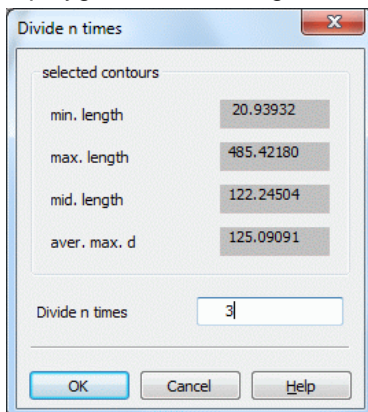 Divide n times
selected contours
min. length 20.93932
max. length 485.42180
mid. length 122.24504
aver. max. d 125.09091
Divide n times 3
OK Cancel Help